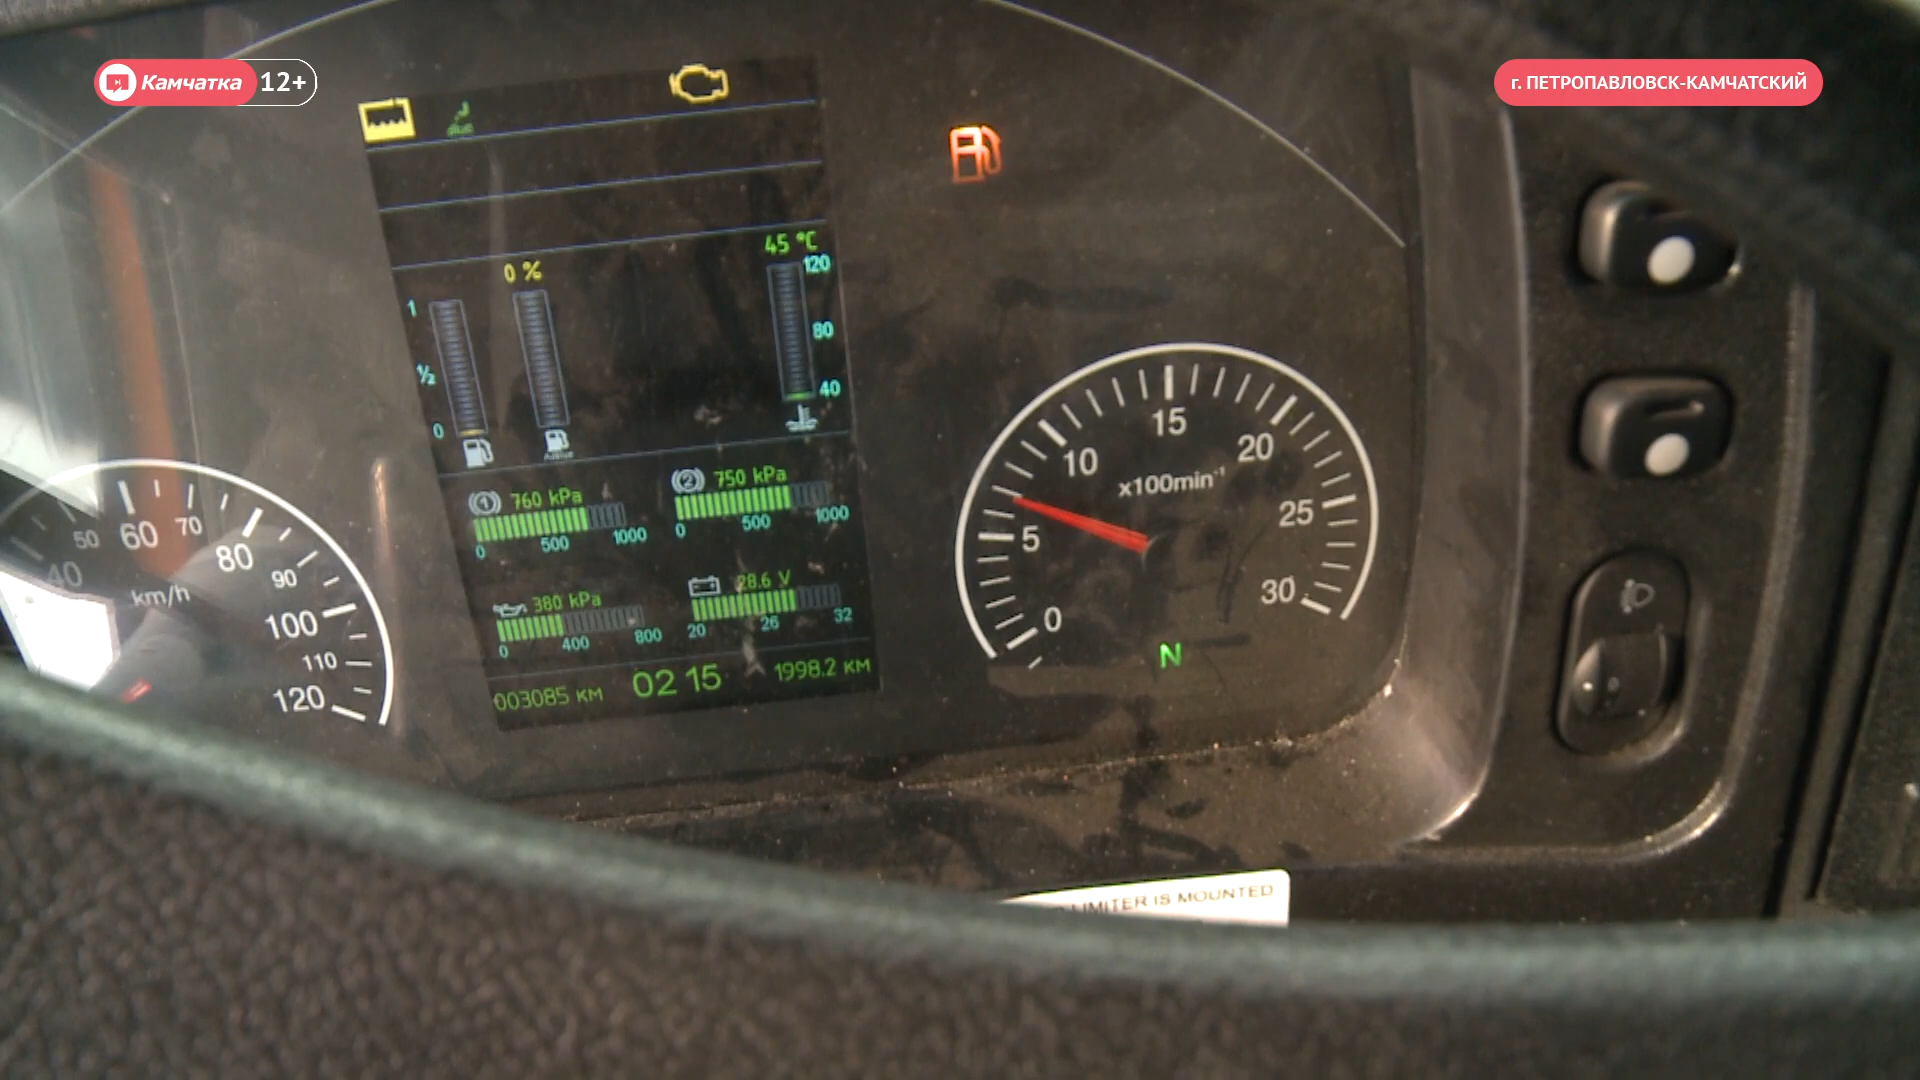 Камчатка 12+
г. ПЕТРОПАВЛОВСК-КАМЧАТСКИЙ
45 °C
0 %
120
1
80
½
40
0
AdBlue
1 760 kPa
2 750 kPa
0 500 1000
0 500 1000
380 kPa
28.6 V
0 400 800
20 26 32
003085 км
02 15
1998.2 км
40 50 60 70 80 90 100 110 120
km/h
0 5 10 15 20 25 30
x100min⁻¹
N
LIMITER IS MOUNTED